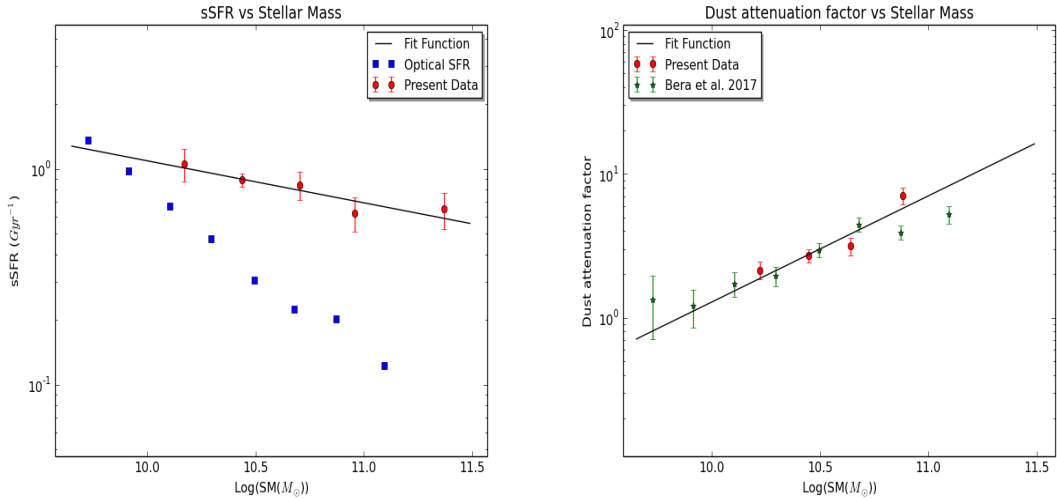 sSFR vs Stellar Mass
Fit Function
Optical SFR
Present Data
10⁰
10⁻¹
sSFR (Gyr⁻¹)
10.0 10.5 11.0 11.5
Log(SM(M⊙))
Dust attenuation factor vs Stellar Mass
Fit Function
Present Data
Bera et al. 2017
10²
10¹
10⁰
Dust attenuation factor
10.0 10.5 11.0 11.5
Log(SM(M⊙))